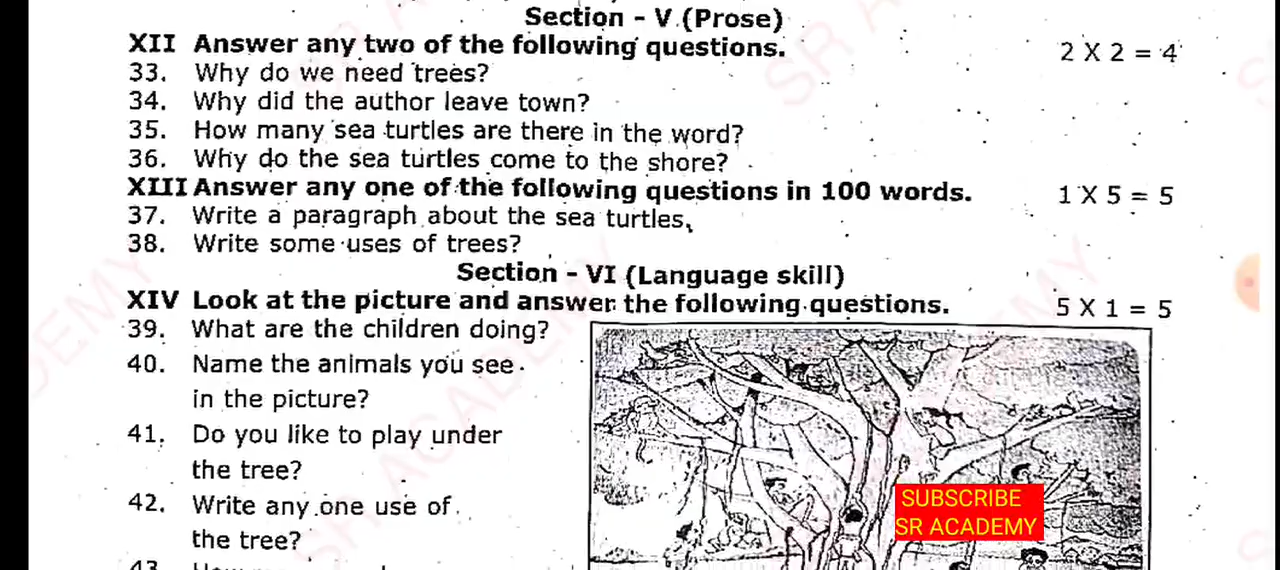 Section - V (Prose)
XII Answer any two of the following questions. 2 X 2 = 4
33. Why do we need trees?
34. Why did the author leave town?
35. How many sea turtles are there in the word?
36. Why do the sea turtles come to the shore?
XIII Answer any one of the following questions in 100 words. 1 X 5 = 5
37. Write a paragraph about the sea turtles,
38. Write some uses of trees?
Section - VI (Language skill)
XIV Look at the picture and answer the following questions. 5 X 1 = 5
39. What are the children doing?
40. Name the animals you see
in the picture?
41. Do you like to play under
the tree?
42. Write any one use of
the tree?
43.
SUBSCRIBE
SR ACADEMY
SR ACADEMY